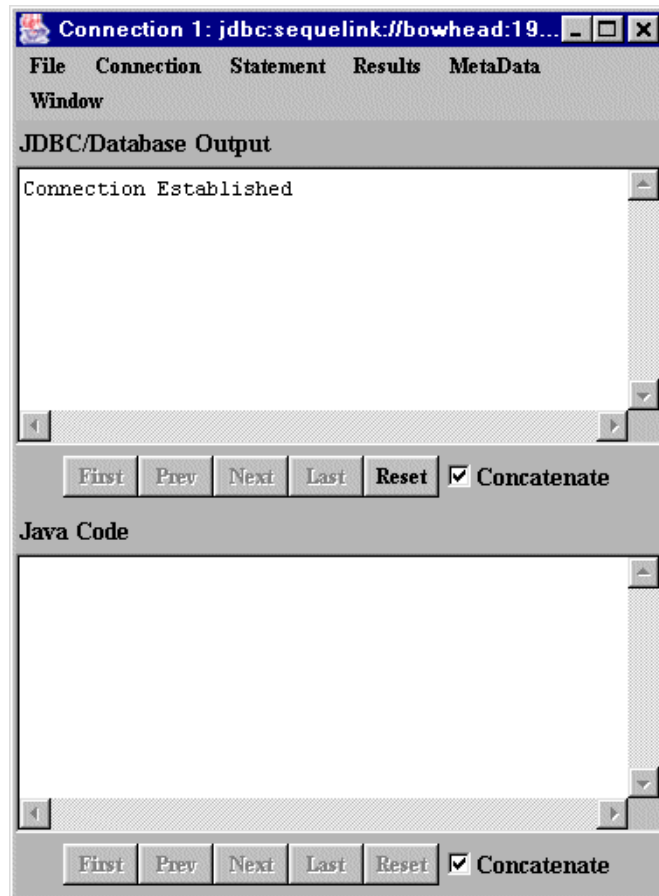 Connection 1: jdbc:sequelink://bowhead:19...
File Connection Statement Results MetaData
Window
JDBC/Database Output
Connection Established
First Prev Next Last Reset Concatenate
Java Code
First Prev Next Last Reset Concatenate